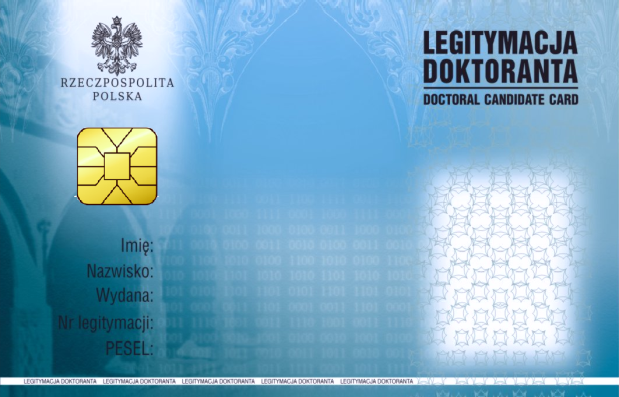 RZECZPOSPOLITA
POLSKA
LEGITYMACJA
DOKTORANTA
DOCTORAL CANDIDATE CARD
Imię:
Nazwisko:
Wydana:
Nr legitymacji:
PESEL:
LEGITYMACJA DOKTORANTA LEGITYMACJA DOKTORANTA LEGITYMACJA DOKTORANTA LEGITYMACJA DOKTORANTA LEGITYMACJA DOKTORANTA